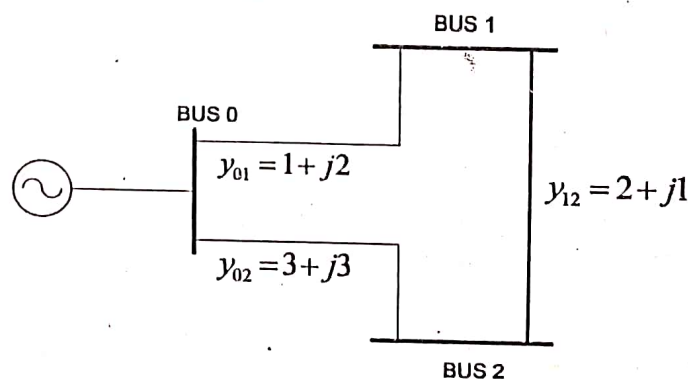 BUS 1
BUS 0
y₀₁ = 1 + j2
y₁₂ = 2 + j1
y₀₂ = 3 + j3
BUS 2